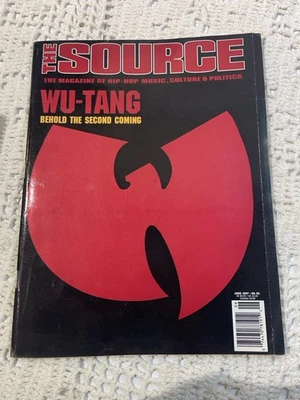 THE SOURCE
THE MAGAZINE OF HIP-HOP MUSIC, CULTURE & POLITICS
WU-TANG
BEHOLD THE SECOND COMING